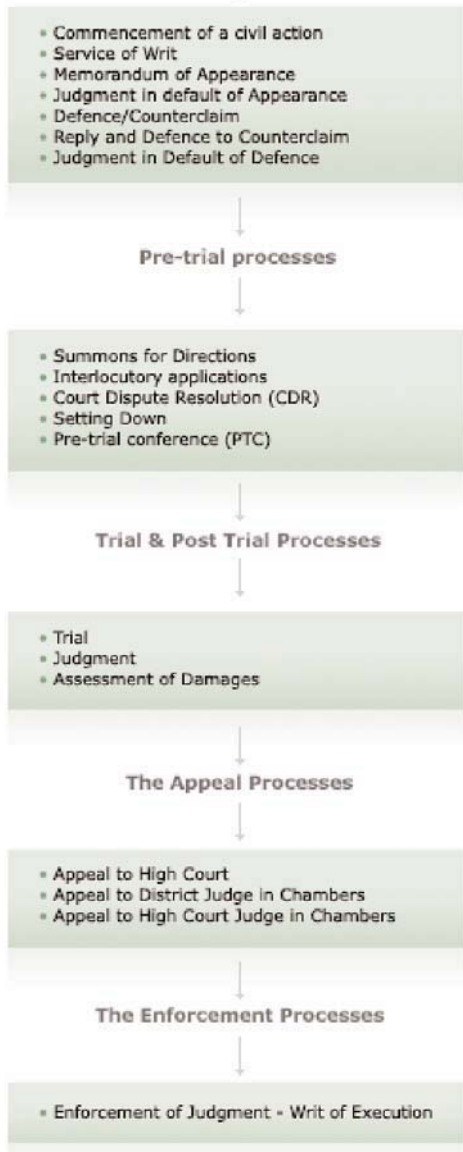 • Commencement of a civil action
• Service of Writ
• Memorandum of Appearance
• Judgment in default of Appearance
• Defence/Counterclaim
• Reply and Defence to Counterclaim
• Judgment in Default of Defence
Pre-trial processes
• Summons for Directions
• Interlocutory applications
• Court Dispute Resolution (CDR)
• Setting Down
• Pre-trial conference (PTC)
Trial & Post Trial Processes
• Trial
• Judgment
• Assessment of Damages
The Appeal Processes
• Appeal to High Court
• Appeal to District Judge in Chambers
• Appeal to High Court Judge in Chambers
The Enforcement Processes
• Enforcement of Judgment - Writ of Execution